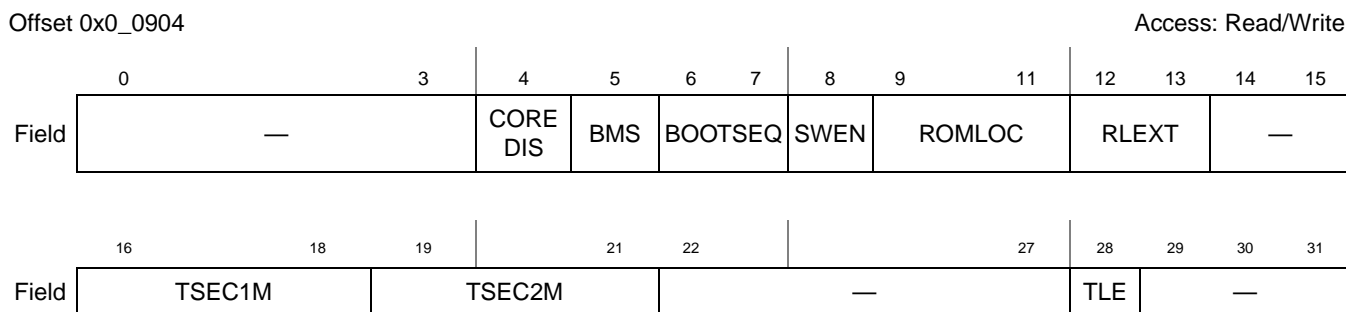 Offset 0x0_0904 Access: Read/Write
0 3 4 5 6 7 8 9 11 12 13 14 15
Field — CORE DIS BMS BOOTSEQ SWEN ROMLOC RLEXT —
16 18 19 21 22 27 28 29 30 31
Field TSEC1M TSEC2M — TLE —